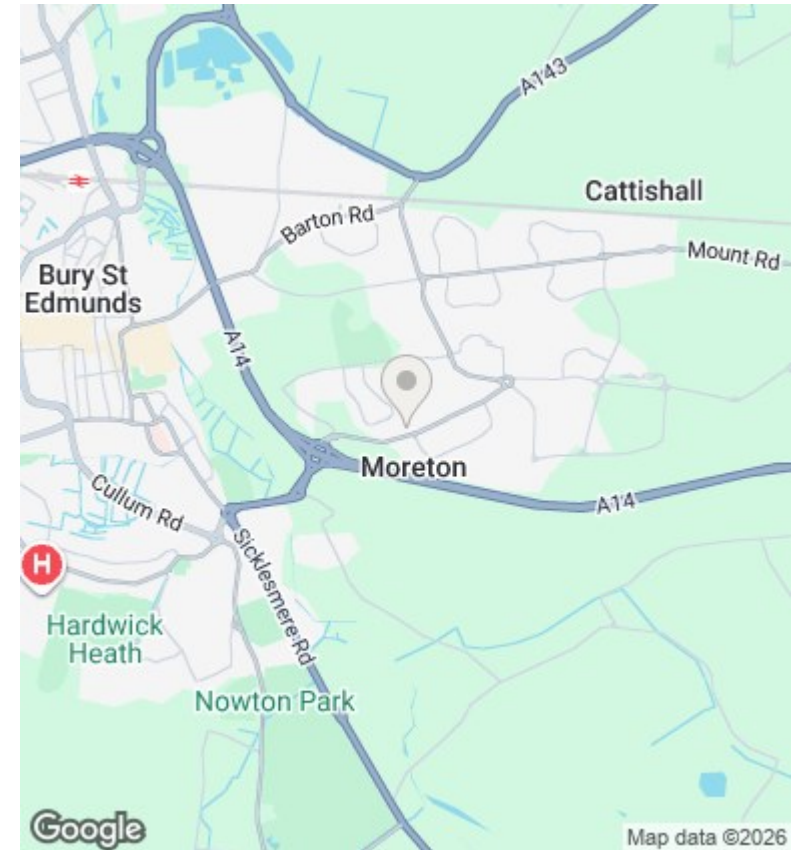 A143
Cattishall
Barton Rd
Mount Rd
Bury St
Edmunds
A14
Moreton
A14
Cullum Rd
Sicklesmere Rd
H
Hardwick
Heath
Nowton Park
Google
Map data ©2026